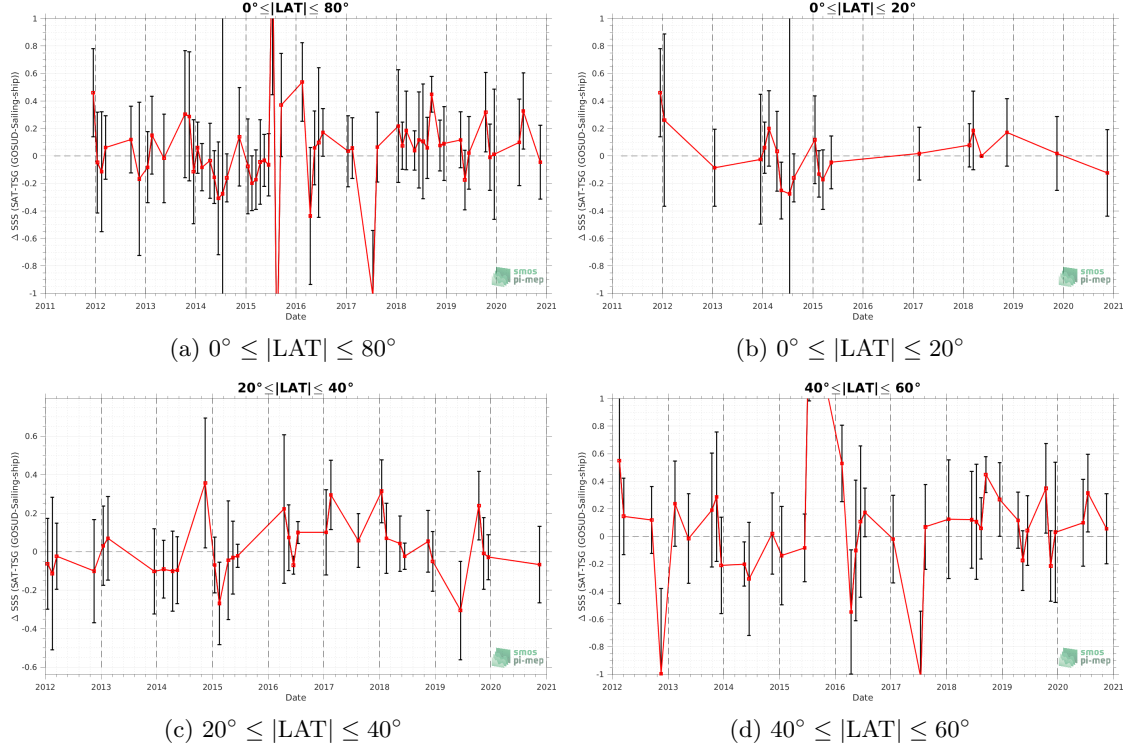 0°≤|LAT|≤ 80°
Δ SSS (SAT-TSG (GOSUD-Sailing-ship))
1
0.8
0.6
0.4
0.2
0
-0.2
-0.4
-0.6
-0.8
-1
smos
pi-mep
2011 2012 2013 2014 2015 2016 2017 2018 2019 2020 2021
Date
(a) 0° ≤ |LAT| ≤ 80°
0°≤|LAT|≤ 20°
Δ SSS (SAT-TSG (GOSUD-Sailing-ship))
1
0.8
0.6
0.4
0.2
0
-0.2
-0.4
-0.6
-0.8
-1
smos
pi-mep
2011 2012 2013 2014 2015 2016 2017 2018 2019 2020 2021
Date
(b) 0° ≤ |LAT| ≤ 20°
20°≤|LAT|≤ 40°
Δ SSS (SAT-TSG (GOSUD-Sailing-ship))
0.6
0.4
0.2
0
-0.2
-0.4
-0.6
smos
pi-mep
2012 2013 2014 2015 2016 2017 2018 2019 2020 2021
Date
(c) 20° ≤ |LAT| ≤ 40°
40°≤|LAT|≤ 60°
Δ SSS (SAT-TSG (GOSUD-Sailing-ship))
1
0.8
0.6
0.4
0.2
0
-0.2
-0.4
-0.6
-0.8
-1
smos
pi-mep
2012 2013 2014 2015 2016 2017 2018 2019 2020 2021
Date
(d) 40° ≤ |LAT| ≤ 60°